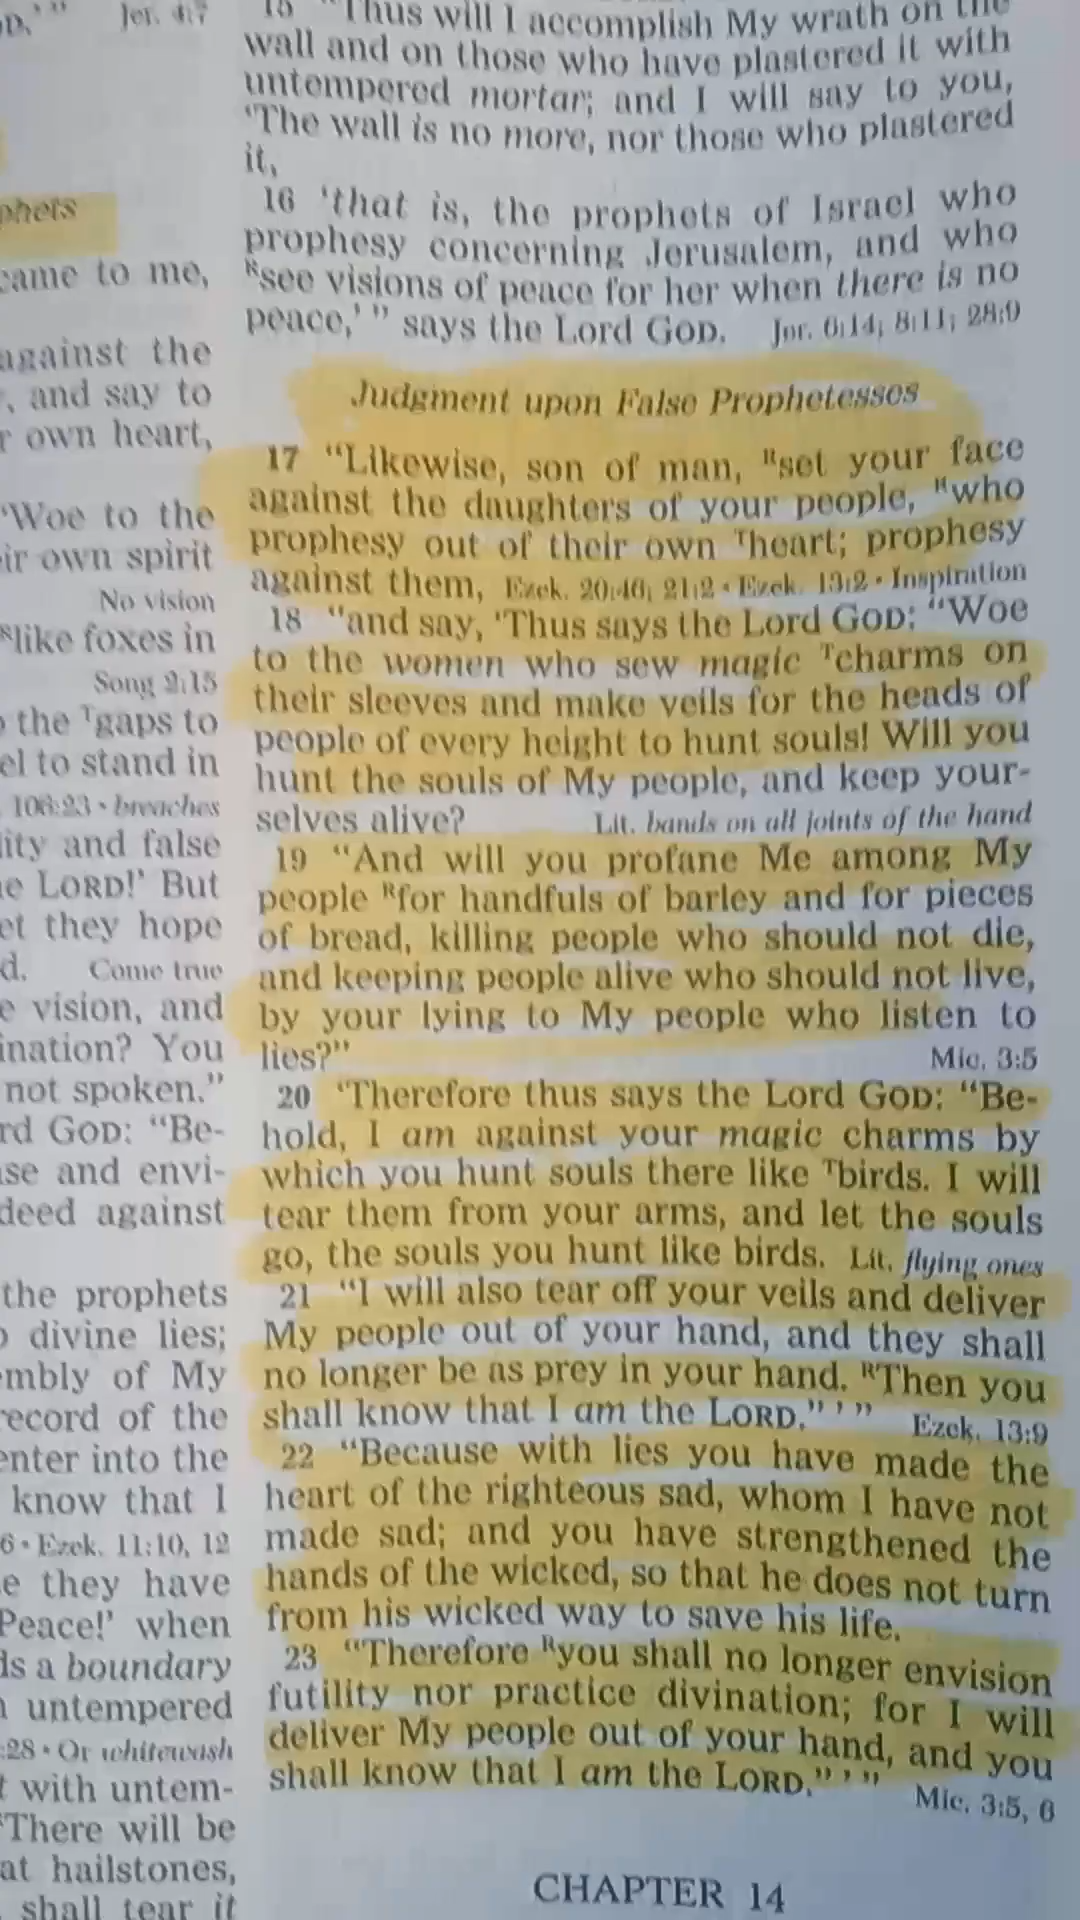 Jer. 4:7
phets
came to me,
against the
, and say to
r own heart,
'Woe to the
ir own spirit
No vision
ᴿlike foxes in
Song 2:15
the ᵀgaps to
el to stand in
106:23 • breaches
lity and false
e LORD!' But
et they hope
d. Come true
e vision, and
ination? You
not spoken."
rd GOD: "Be-
se and envi-
deed against
the prophets
divine lies;
mbly of My
record of the
enter into the
know that I
6 • Ezek. 11:10, 12
e they have
Peace!' when
ds a boundary
untempered
:28 • Or whitewash
t with untem-
'There will be
at hailstones,
shall tear it
15 "Thus will I accomplish My wrath on the
wall and on those who have plastered it with
untempered mortar; and I will say to you,
'The wall is no more, nor those who plastered
it,
16 'that is, the prophets of Israel who
prophesy concerning Jerusalem, and who
ᴿsee visions of peace for her when there is no
peace,' " says the Lord GOD. Jer. 6:14; 8:11; 28:9
Judgment upon False Prophetesses
17 "Likewise, son of man, ᴿset your face
against the daughters of your people, ᴿwho
prophesy out of their own ᵀheart; prophesy
against them, Ezek. 20:46; 21:2 • Ezek. 13:2 • Inspiration
18 "and say, 'Thus says the Lord GOD: "Woe
to the women who sew magic ᵀcharms on
their sleeves and make veils for the heads of
people of every height to hunt souls! Will you
hunt the souls of My people, and keep your-
selves alive? Lit. bands on all joints of the hand
19 "And will you profane Me among My
people ᴿfor handfuls of barley and for pieces
of bread, killing people who should not die,
and keeping people alive who should not live,
by your lying to My people who listen to
lies?" Mic. 3:5
20 'Therefore thus says the Lord GOD: "Be-
hold, I am against your magic charms by
which you hunt souls there like ᵀbirds. I will
tear them from your arms, and let the souls
go, the souls you hunt like birds. Lit. flying ones
21 "I will also tear off your veils and deliver
My people out of your hand, and they shall
no longer be as prey in your hand. ᴿThen you
shall know that I am the LORD." ' " Ezek. 13:9
22 "Because with lies you have made the
heart of the righteous sad, whom I have not
made sad; and you have strengthened the
hands of the wicked, so that he does not turn
from his wicked way to save his life.
23 "Therefore ᴿyou shall no longer envision
futility nor practice divination; for I will
deliver My people out of your hand, and you
shall know that I am the LORD." ' "
Mic. 3:5, 6
CHAPTER 14